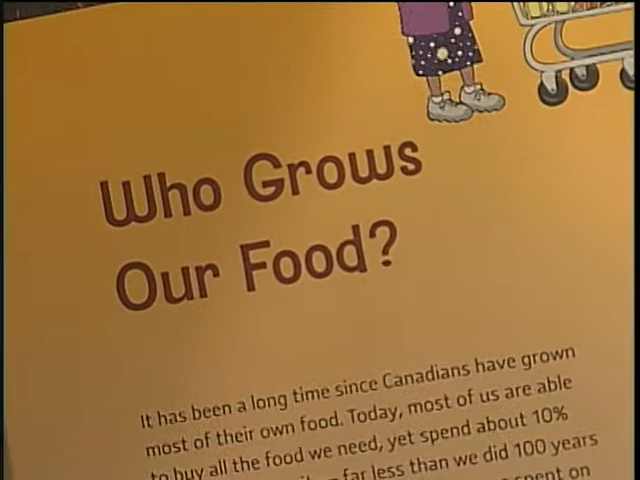 Who Grows
Our Food?
It has been a long time since Canadians have grown
most of their own food. Today, most of us are able
to buy all the food we need, yet spend about 10%
far less than we did 100 years
spent on